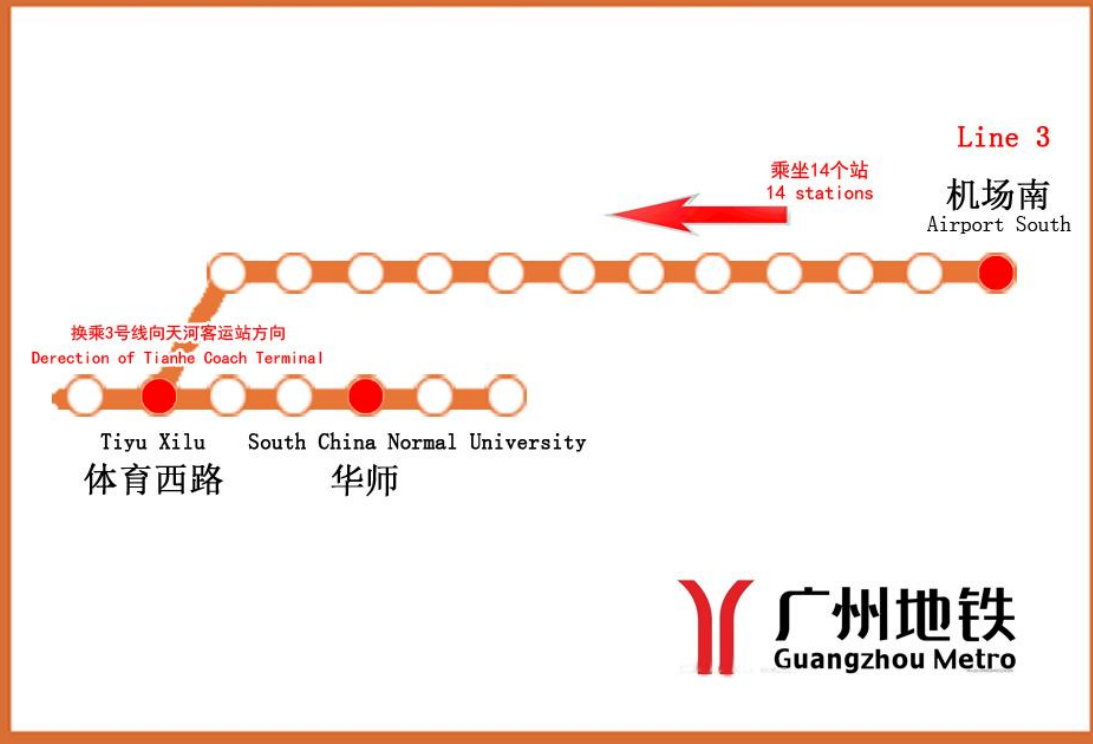 Line 3
乘坐14个站
14 stations
机场南
Airport South
换乘3号线向天河客运站方向
Derection of Tianhe Coach Terminal
Tiyu Xilu
体育西路
South China Normal University
华师
广州地铁
Guangzhou Metro